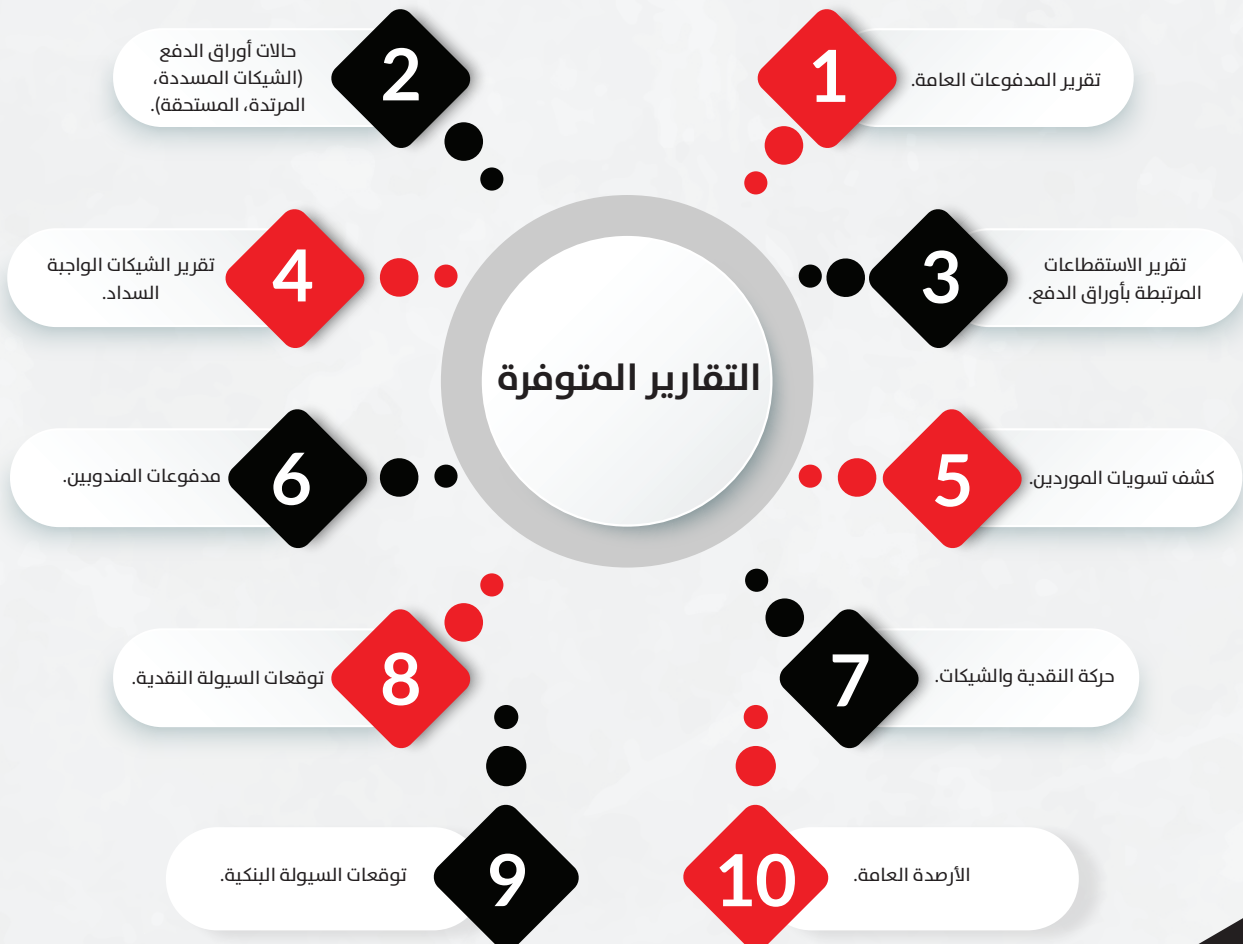 التقارير المتوفرة
1
تقرير المدفوعات العامة.
2
حالات أوراق الدفع
(الشيكات المسددة،
المرتدة، المستحقة).
3
تقرير الاستقطاعات
المرتبطة بأوراق الدفع.
4
تقرير الشيكات الواجبة
السداد.
5
كشف تسويات الموردين.
6
مدفوعات المندوبين.
7
حركة النقدية والشيكات.
8
توقعات السيولة النقدية.
9
توقعات السيولة البنكية.
10
الأرصدة العامة.